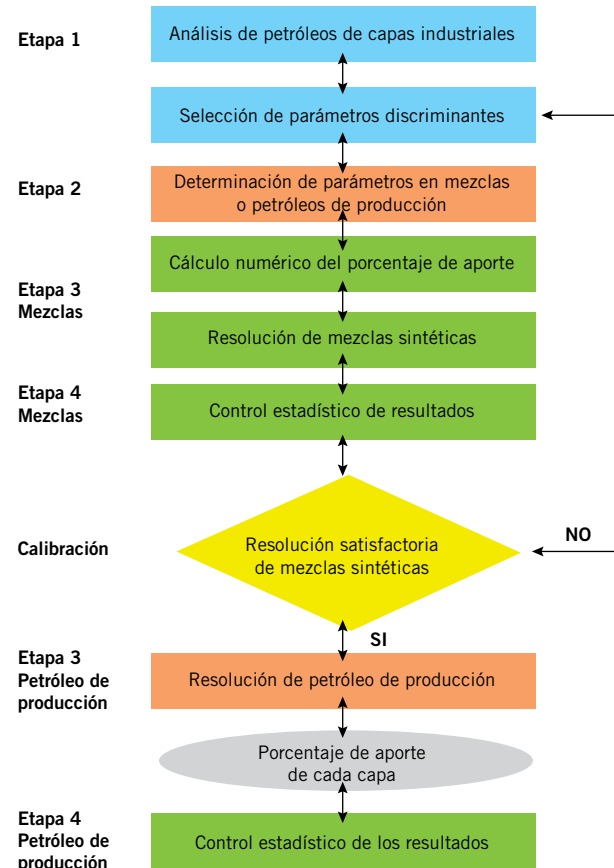 Etapa 1
Análisis de petróleos de capas industriales
Selección de parámetros discriminantes
Etapa 2
Determinación de parámetros en mezclas
o petróleos de producción
Cálculo numérico del porcentaje de aporte
Etapa 3
Mezclas
Resolución de mezclas sintéticas
Etapa 4
Mezclas
Control estadístico de resultados
Calibración
Resolución satisfactoria
de mezclas sintéticas
NO
SI
Etapa 3
Petróleo de
producción
Resolución de petróleo de producción
Porcentaje de aporte
de cada capa
Etapa 4
Petróleo de
producción
Control estadístico de los resultados